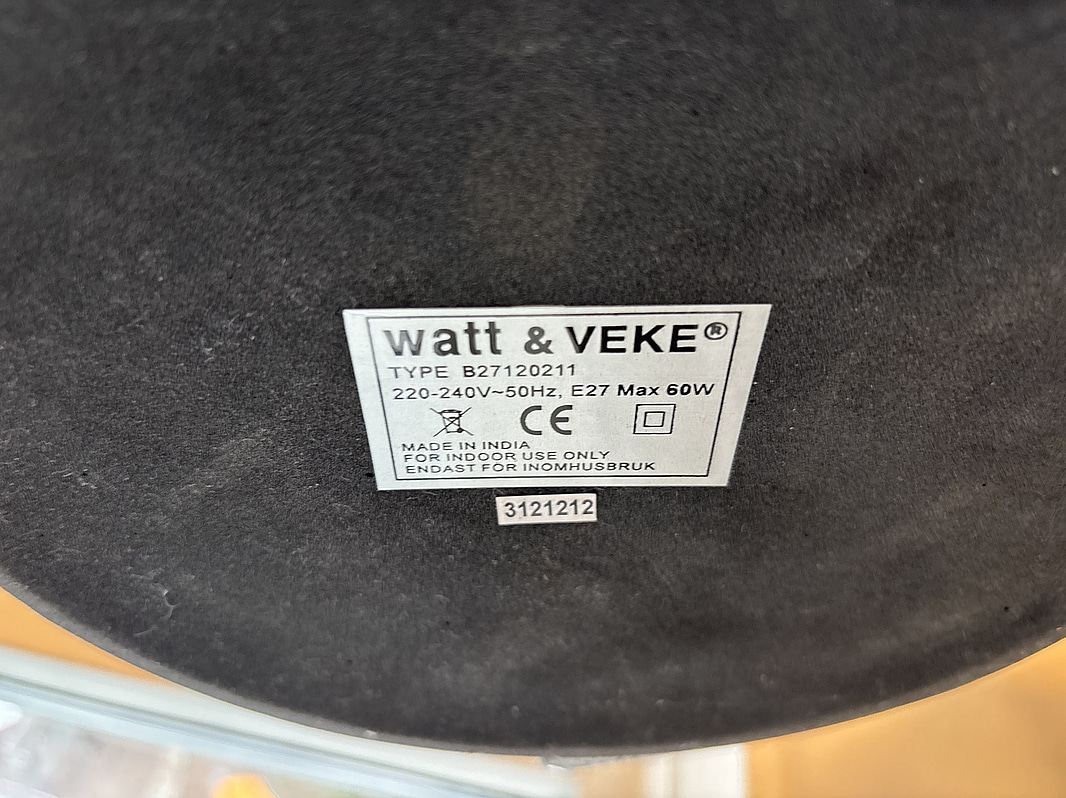 watt & VEKE®
TYPE B27120211
220-240V~50Hz, E27 Max 60W
CE
MADE IN INDIA
FOR INDOOR USE ONLY
ENDAST FÖR INOMHUSBRUK
3121212